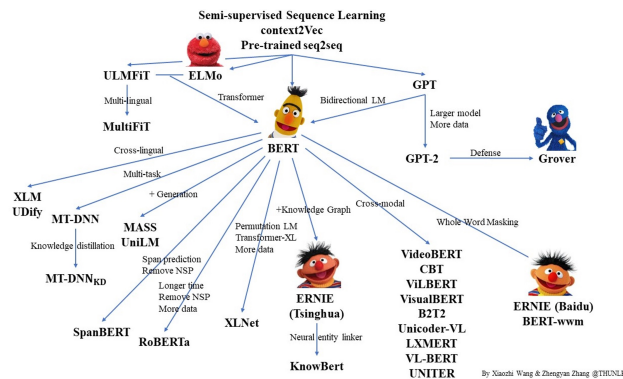 Semi-supervised Sequence Learning
context2Vec
Pre-trained seq2seq
ULMFiT
ELMo
GPT
Multi-lingual
Transformer
Bidirectional LM
MultiFiT
Larger model
More data
BERT
GPT-2
Defense
Grover
Cross-lingual
Multi-task
+ Generation
+Knowledge Graph
Cross-modal
Whole Word Masking
XLM
UDify
MT-DNN
MASS
UniLM
Permutation LM
Transformer-XL
More data
Knowledge distillation
Span prediction
Remove NSP
VideoBERT
CBT
ViLBERT
VisualBERT
B2T2
Unicoder-VL
LXMERT
VL-BERT
UNITER
MT-DNNKD
Longer time
Remove NSP
More data
ERNIE
(Tsinghua)
ERNIE (Baidu)
BERT-wwm
SpanBERT
RoBERTa
XLNet
Neural entity linker
KnowBert
By Xiaozhi Wang & Zhengyan Zhang @THUNLP